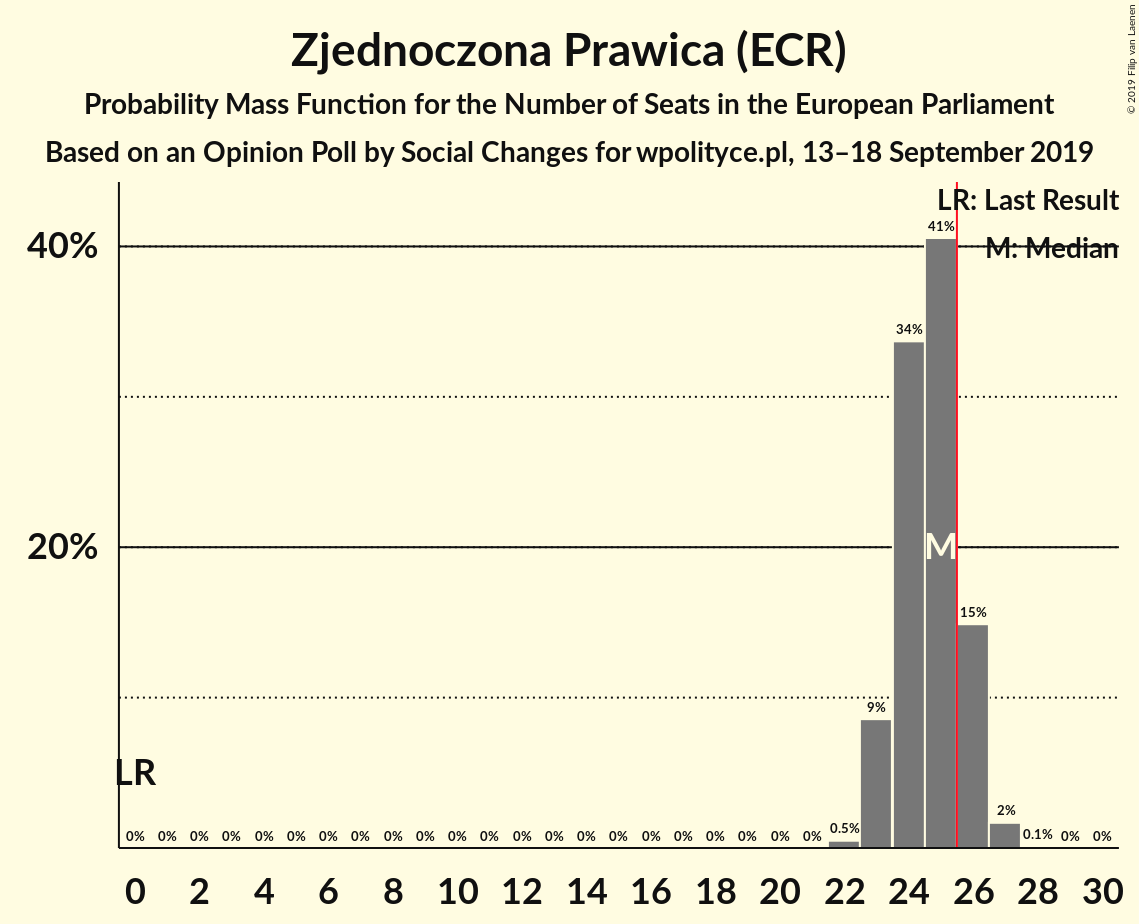 Zjednoczona Prawica (ECR)
Probability Mass Function for the Number of Seats in the European Parliament
Based on an Opinion Poll by Social Changes for wpolityce.pl, 13–18 September 2019
© 2019 Filip van Laenen
LR: Last Result
M: Median
40%
20%
41%
34%
M
15%
9%
LR
2%
0% 0% 0% 0% 0% 0% 0% 0% 0% 0% 0% 0% 0% 0% 0% 0% 0% 0% 0% 0% 0% 0% 0.5% 0.1% 0% 0%
0 2 4 6 8 10 12 14 16 18 20 22 24 26 28 30